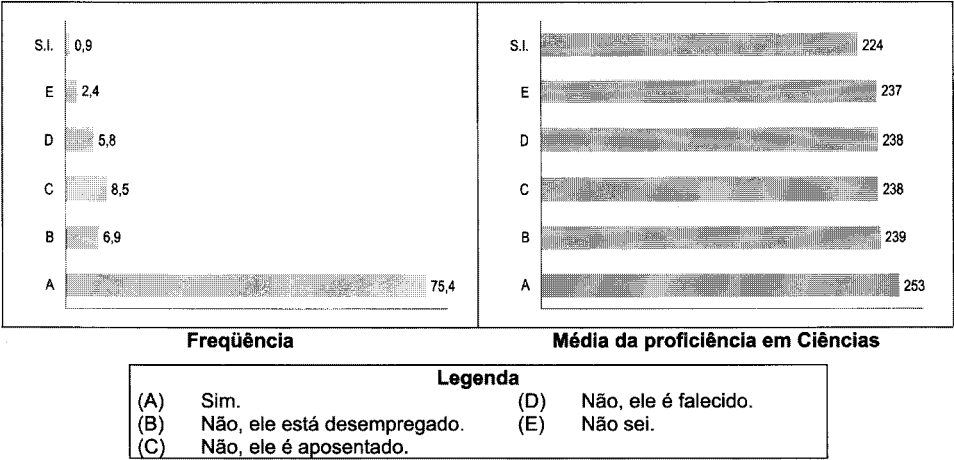 S.I. 0,9
E 2,4
D 5,8
C 8,5
B 6,9
A 75,4
Freqüência
S.I. 224
E 237
D 238
C 238
B 239
A 253
Média da proficiência em Ciências
Legenda
(A) Sim.
(B) Não, ele está desempregado.
(C) Não, ele é aposentado.
(D) Não, ele é falecido.
(E) Não sei.